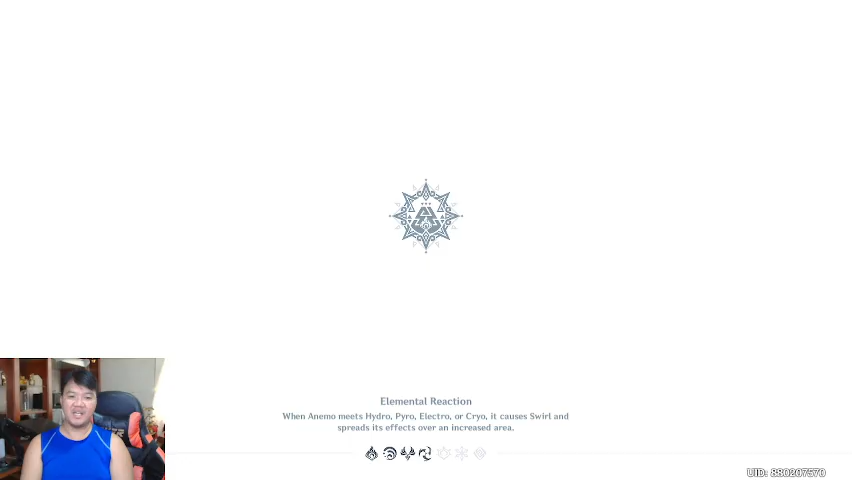 Elemental Reaction
When Anemo meets Hydro, Pyro, Electro, or Cryo, it causes Swirl and
spreads its effects over an increased area.
UID: 880207570